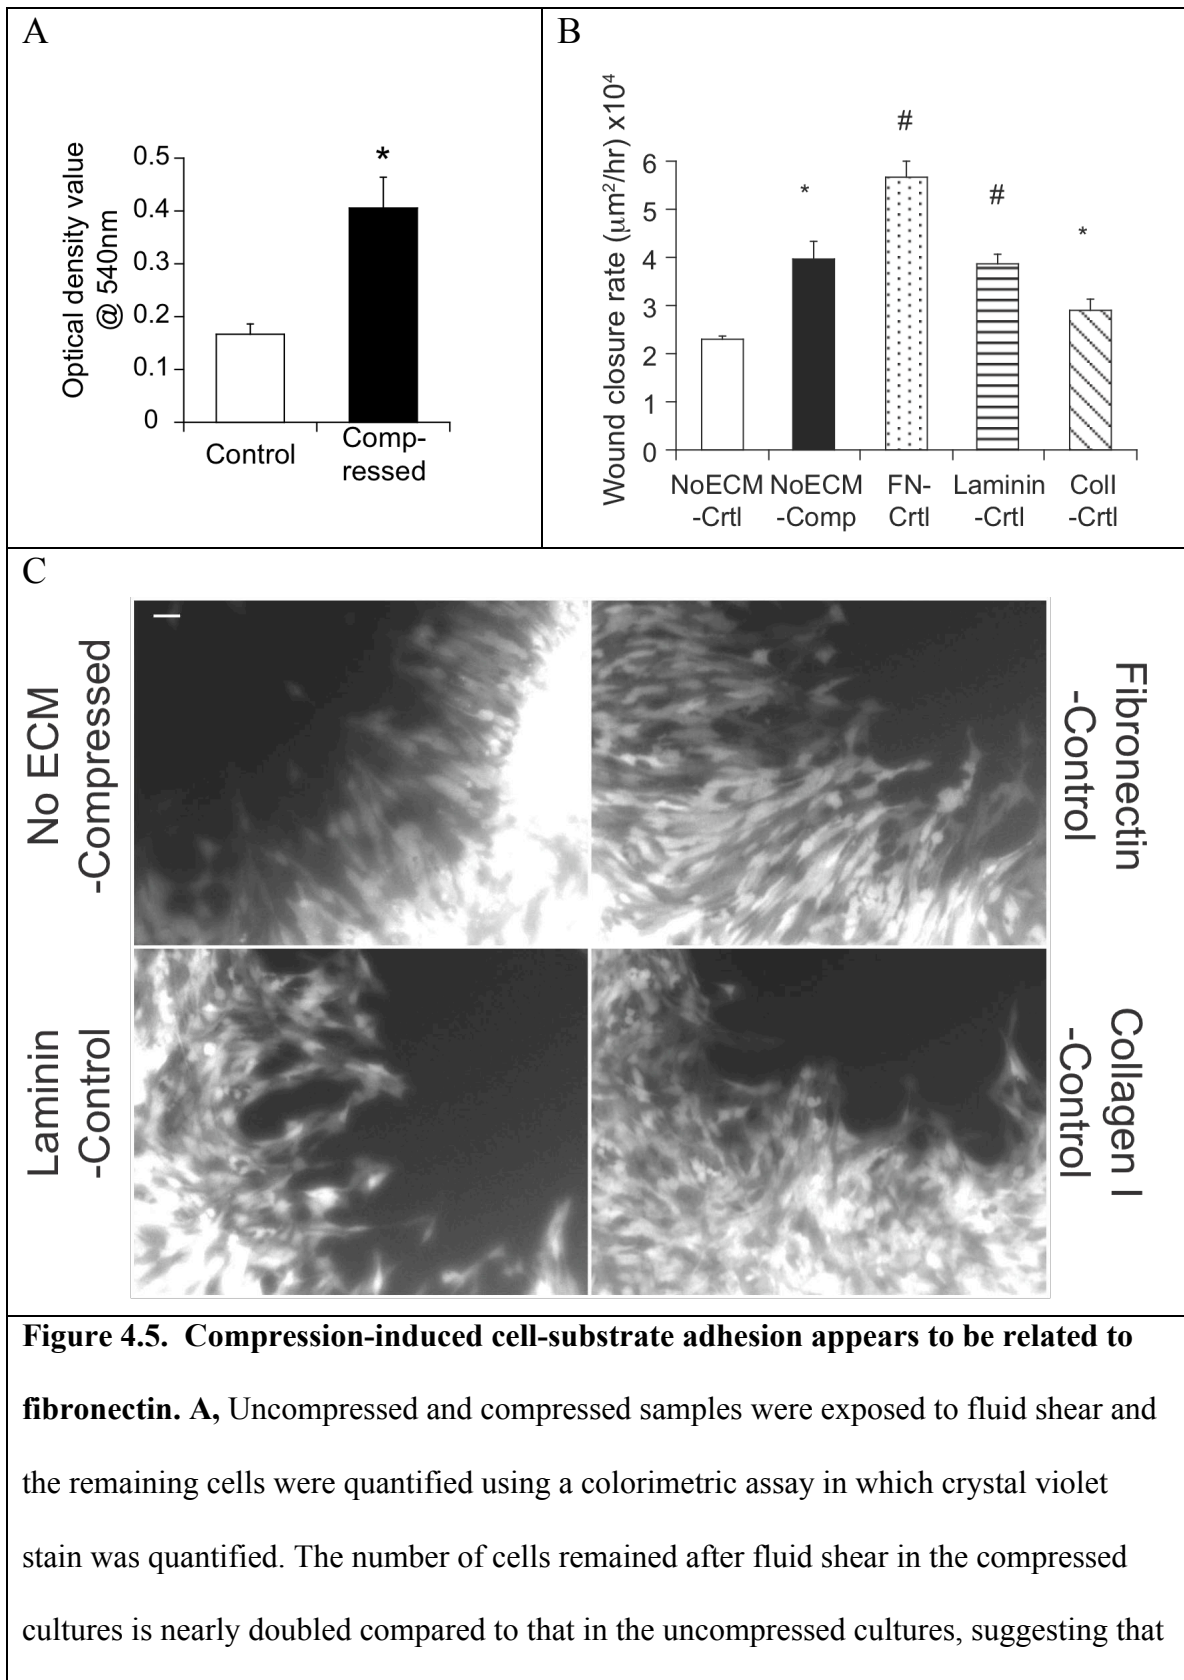 A
Optical density value
@ 540nm
0.5
0.4
0.3
0.2
0.1
0
*
Control
Comp-
ressed
B
Wound closure rate (μm²/hr) x10⁴
6
5
4
3
2
1
0
*
#
#
*
NoECM
-Crtl
NoECM
-Comp
FN-
Crtl
Laminin
-Crtl
Coll
-Crtl
C
No ECM
-Compressed
Fibronectin
-Control
Laminin
-Control
Collagen I
-Control
Figure 4.5. Compression-induced cell-substrate adhesion appears to be related to
fibronectin. A, Uncompressed and compressed samples were exposed to fluid shear and
the remaining cells were quantified using a colorimetric assay in which crystal violet
stain was quantified. The number of cells remained after fluid shear in the compressed
cultures is nearly doubled compared to that in the uncompressed cultures, suggesting that